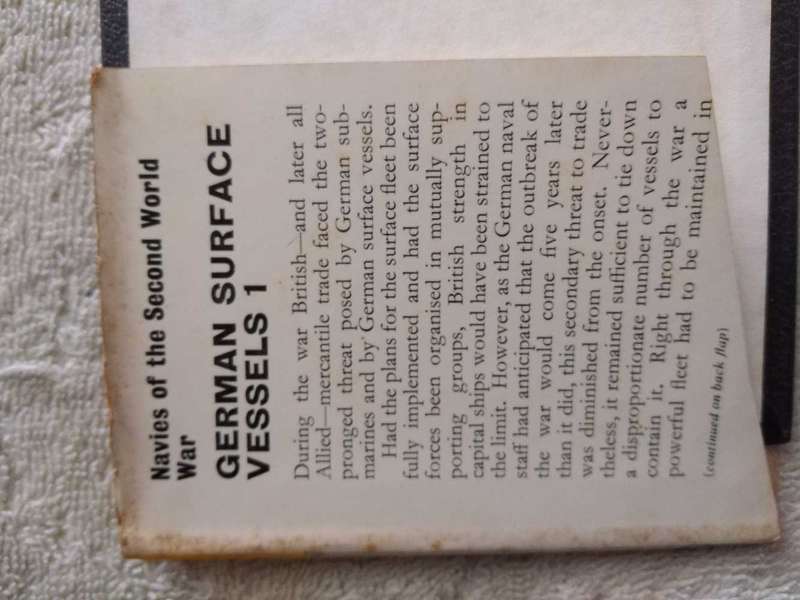 Navies of the Second World
War
GERMAN SURFACE
VESSELS 1
During the war British—and later all
Allied—mercantile trade faced the two-
pronged threat posed by German sub-
marines and by German surface vessels.
Had the plans for the surface fleet been
fully implemented and had the surface
forces been organised in mutually sup-
porting groups, British strength in
capital ships would have been strained to
the limit. However, as the German naval
staff had anticipated that the outbreak of
the war would come five years later
than it did, this secondary threat to trade
was diminished from the onset. Never-
theless, it remained sufficient to tie down
a disproportionate number of vessels to
contain it. Right through the war a
powerful fleet had to be maintained in
(continued on back flap)